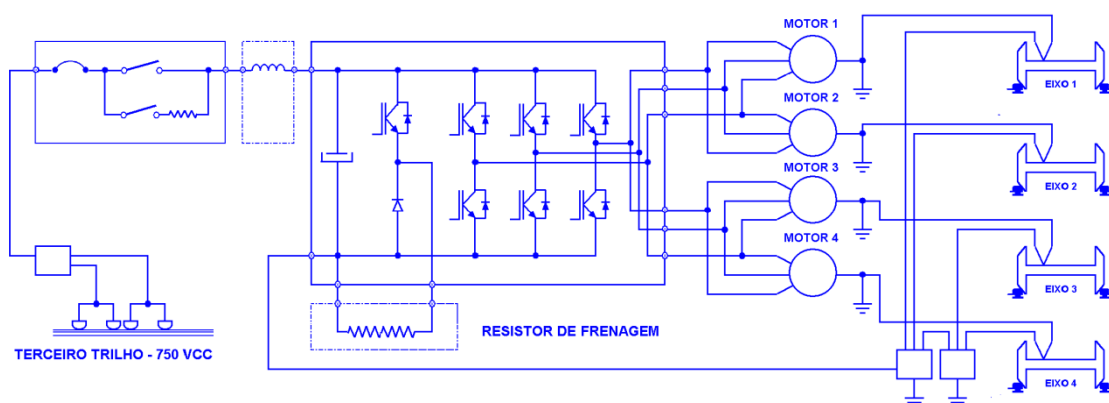 MOTOR 1
EIXO 1
MOTOR 2
EIXO 2
MOTOR 3
MOTOR 4
EIXO 3
RESISTOR DE FRENAGEM
TERCEIRO TRILHO - 750 VCC
EIXO 4